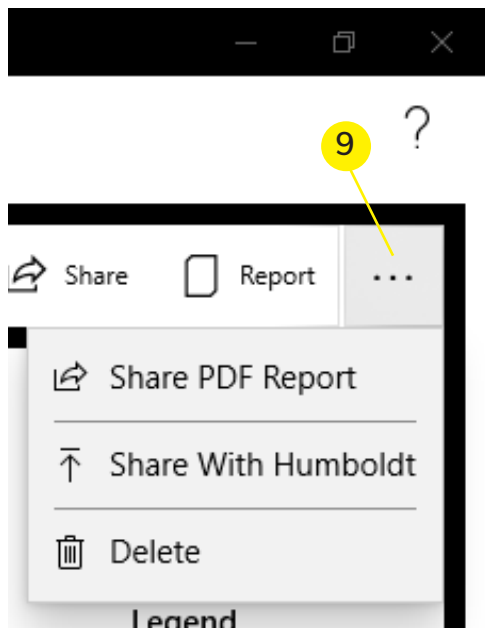 ?
9
Share Report ...
Share PDF Report
Share With Humboldt
Delete
Legend